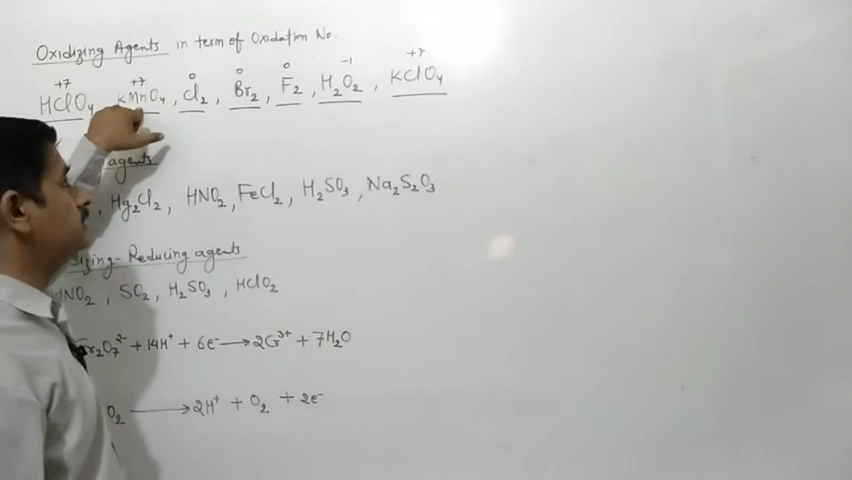 Oxidizing Agents in term of Oxidation No.
+7 +7 0 0 0 -1 +7
HClO₄ KMnO₄, Cl₂, Br₂, F₂, H₂O₂, KClO₄
agents
, Hg₂Cl₂, HNO₂, FeCl₂, H₂SO₃, Na₂S₂O₃
zing-Reducing agents
HNO₂, SO₂, H₂SO₃, HClO₂
Cr₂O₇²⁻ + 14H⁺ + 6e⁻ → 2Cr³⁺ + 7H₂O
O₂ → 2H⁺ + O₂ + 2e⁻